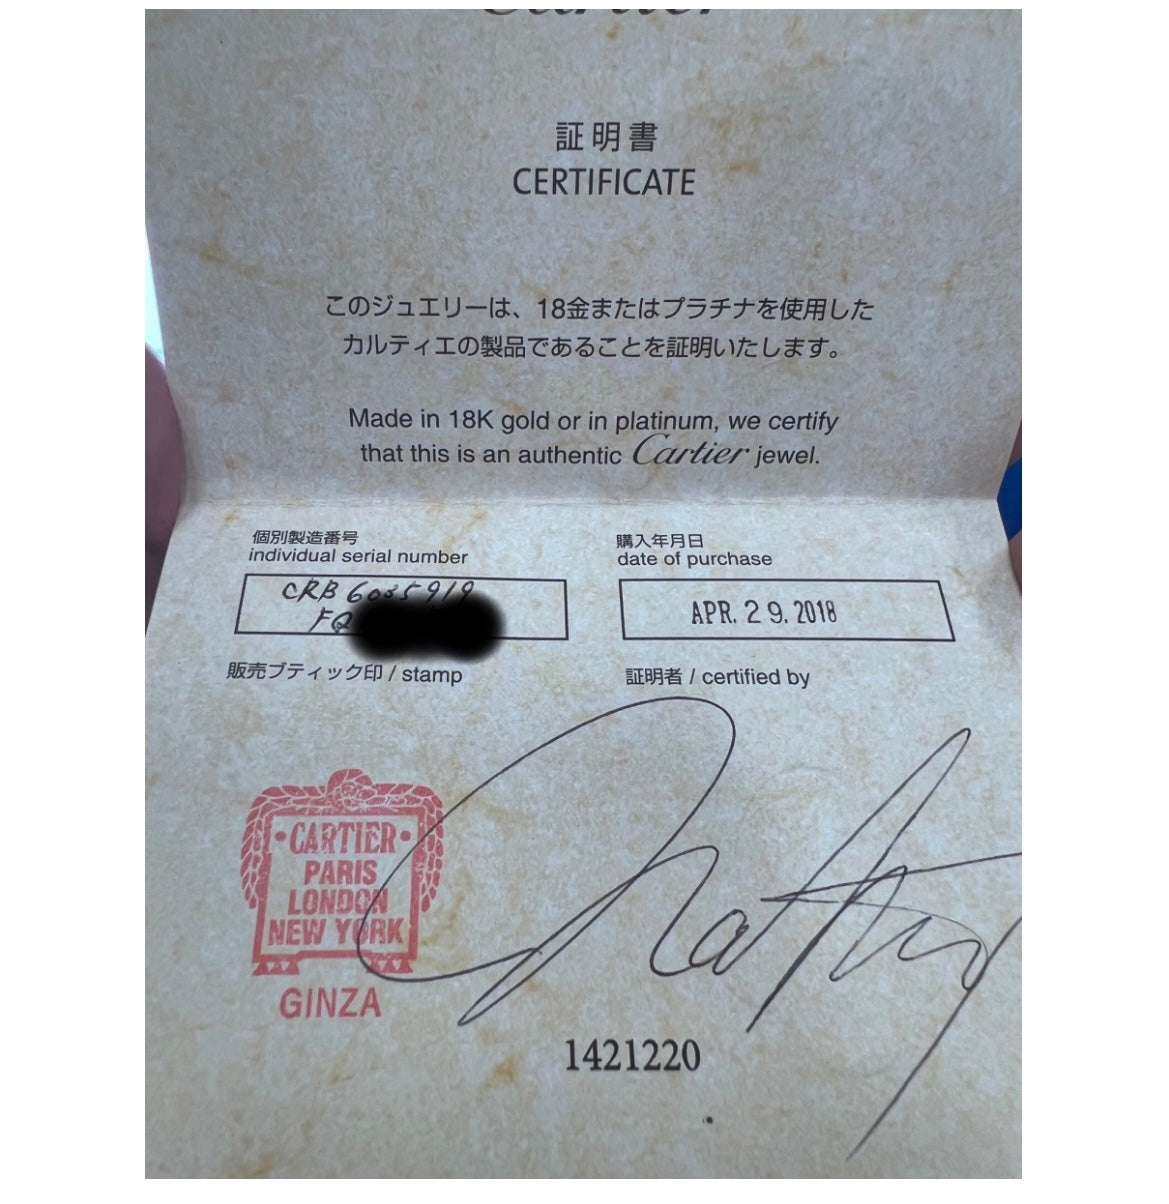 証明書
CERTIFICATE
このジュエリーは、18金またはプラチナを使用した
カルティエの製品であることを証明いたします。
Made in 18K gold or in platinum, we certify
that this is an authentic Cartier jewel.
個別製造番号
individual serial number
CRB 6035919
FQ
購入年月日
date of purchase
APR. 29. 2018
販売ブティック印 / stamp
証明者 / certified by
・CARTIER・
PARIS
LONDON
NEW YORK
GINZA
1421220